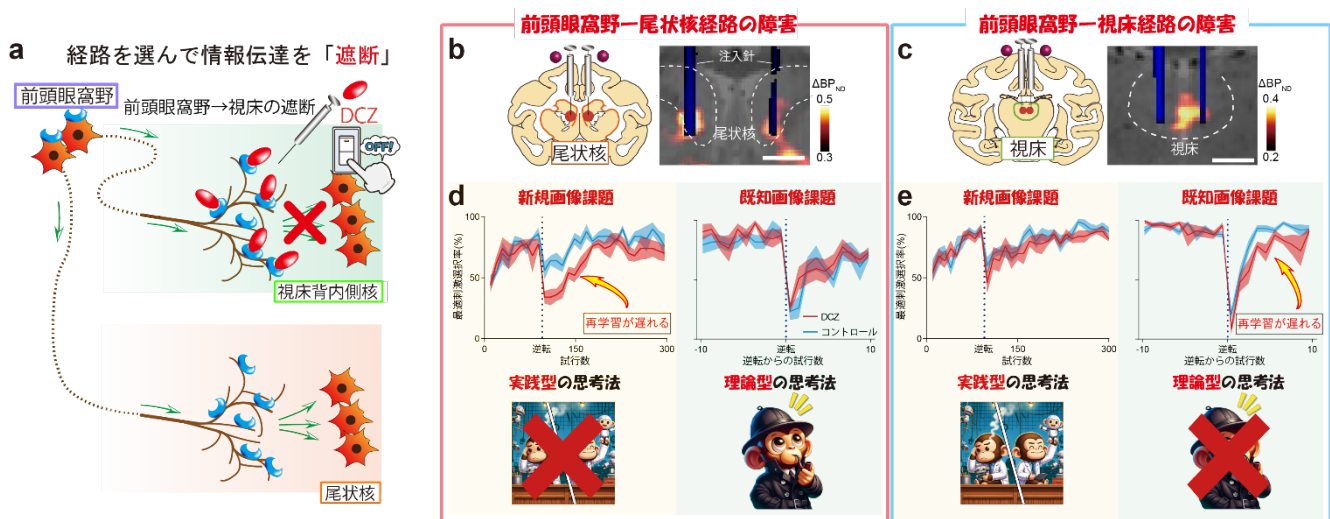 a
経路を選んで情報伝達を「遮断」
前頭眼窩野
前頭眼窩野→視床の遮断
DCZ
OFF!
視床背内側核
尾状核
前頭眼窩野ー尾状核経路の障害
b
注入針
尾状核
尾状核
ΔBPND
0.5
0.3
d
新規画像課題
既知画像課題
最適刺激選択率(%)
100
50
0
再学習が遅れる
DCZ
コントロール
0
逆転
150
300
試行数
-10
逆転
10
逆転からの試行数
実践型の思考法
理論型の思考法
前頭眼窩野ー視床経路の障害
c
視床
視床
ΔBPND
0.4
0.2
e
新規画像課題
既知画像課題
最適刺激選択率(%)
100
50
0
再学習が遅れる
0
逆転
150
300
試行数
-10
逆転
10
逆転からの試行数
実践型の思考法
理論型の思考法